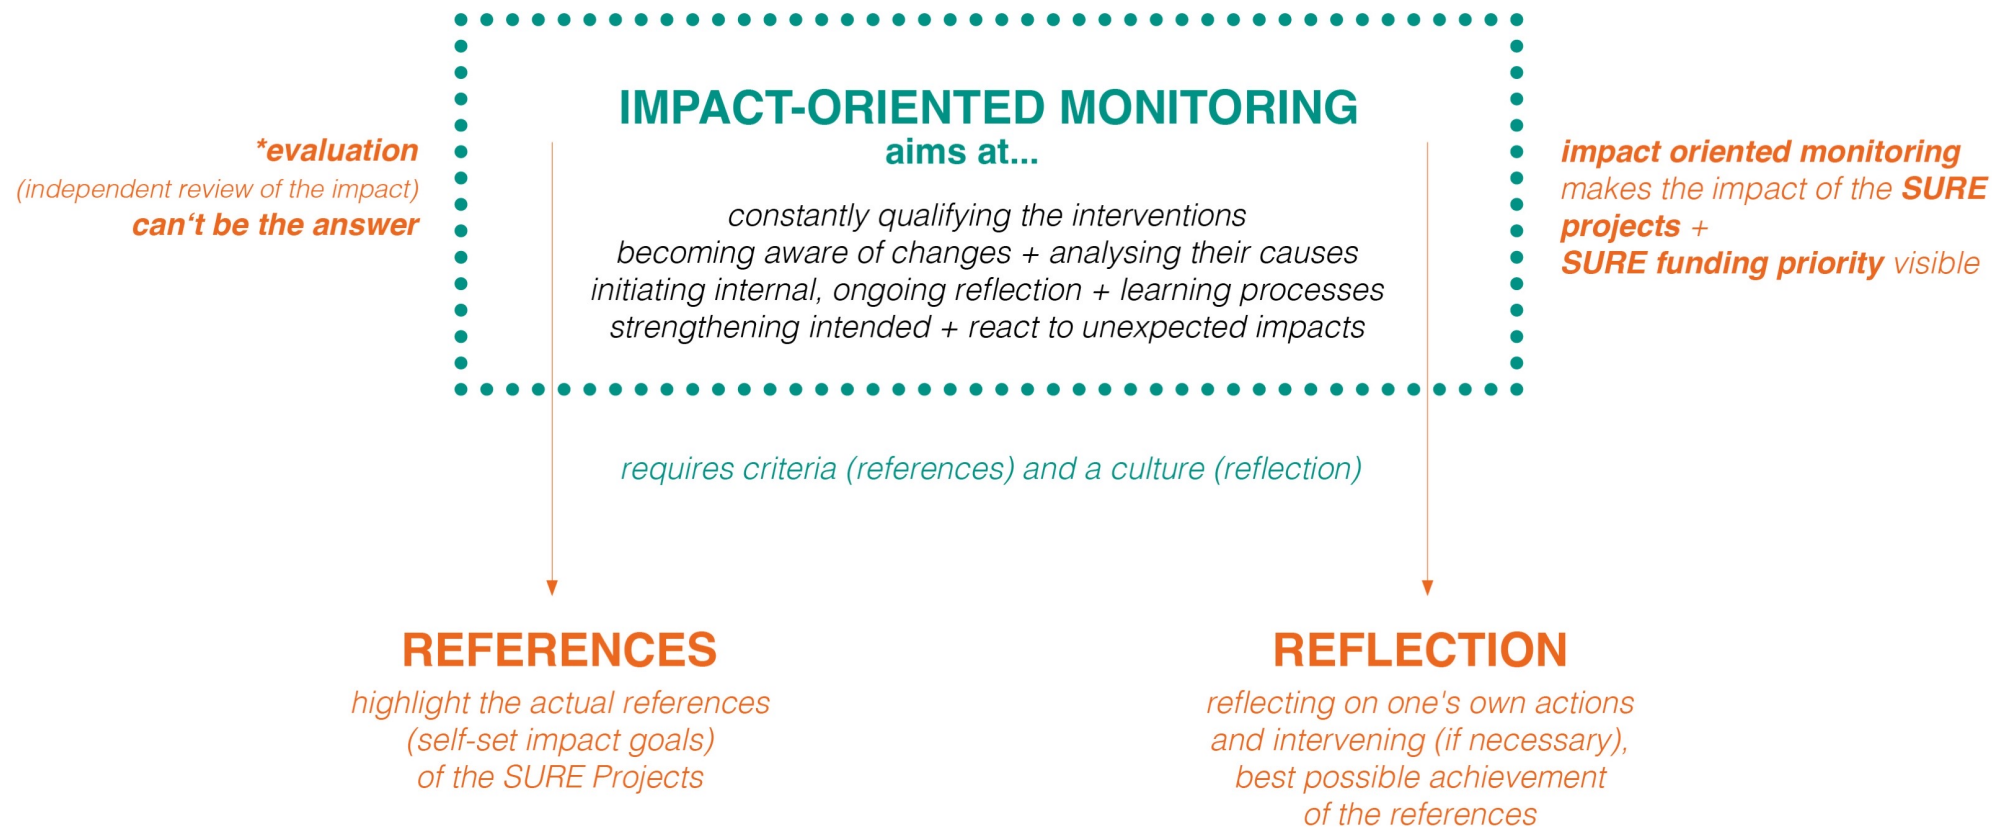 IMPACT-ORIENTED MONITORING
aims at...
constantly qualifying the interventions
becoming aware of changes + analysing their causes
initiating internal, ongoing reflection + learning processes
strengthening intended + react to unexpected impacts
*evaluation
(independent review of the impact)
can‘t be the answer
impact oriented monitoring
makes the impact of the SURE
projects +
SURE funding priority visible
requires criteria (references) and a culture (reflection)
REFERENCES
highlight the actual references
(self-set impact goals)
of the SURE Projects
REFLECTION
reflecting on one's own actions
and intervening (if necessary),
best possible achievement
of the references